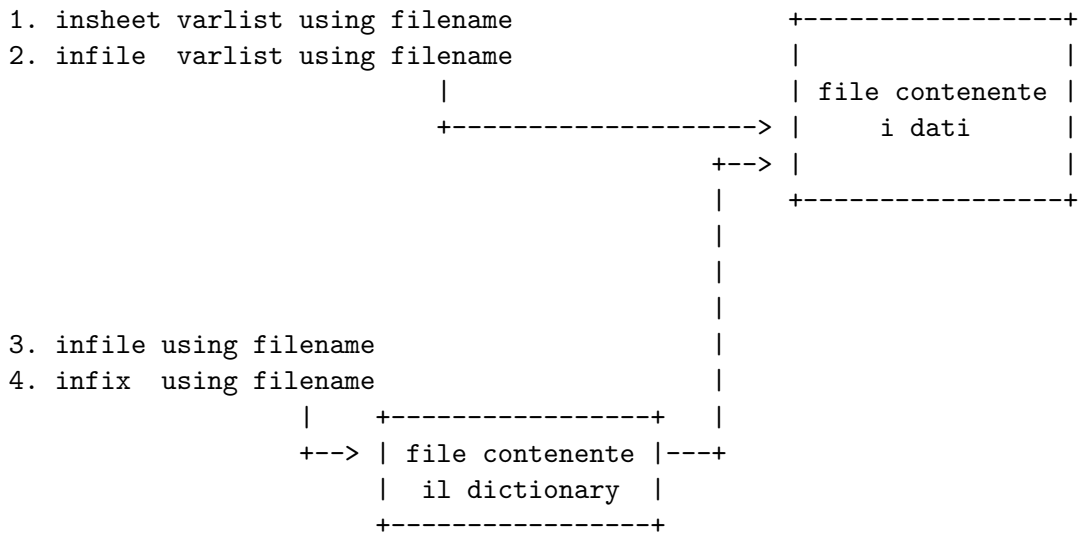 1. insheet varlist using filename
2. infile  varlist using filename
file contenente
i dati
3. infile using filename
4. infix  using filename
file contenente
il dictionary